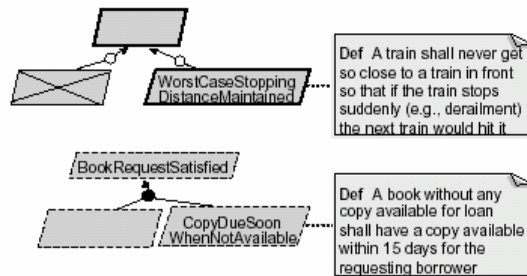 WorstCaseStopping
DistanceMaintained
Def A train shall never get
so close to a train in front
so that if the train stops
suddenly (e.g., derailment)
the next train would hit it
BookRequestSatisfied
CopyDueSoon
WhenNotAvailable
Def A book without any
copy available for loan
shall have a copy available
within 15 days for the
requesting borrower